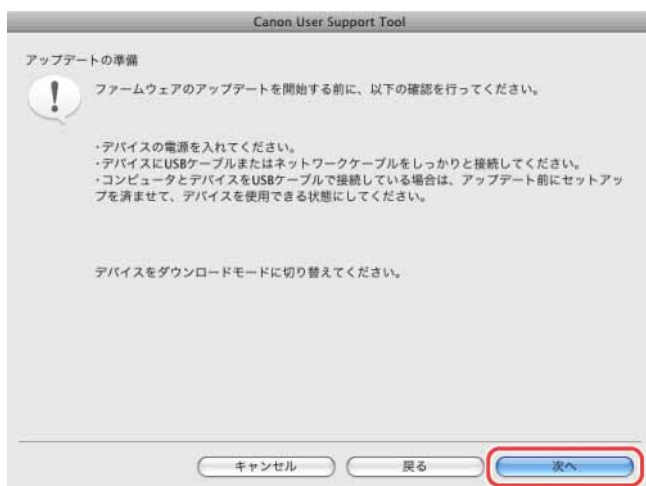 Canon User Support Tool
アップデートの準備
!
ファームウェアのアップデートを開始する前に、以下の確認を行ってください。
・デバイスの電源を入れてください。
・デバイスにUSBケーブルまたはネットワークケーブルをしっかりと接続してください。
・コンピュータとデバイスをUSBケーブルで接続している場合は、アップデート前にセットアッ
プを済ませて、デバイスを使用できる状態にしてください。
デバイスをダウンロードモードに切り替えてください。
キャンセル 戻る 次へ